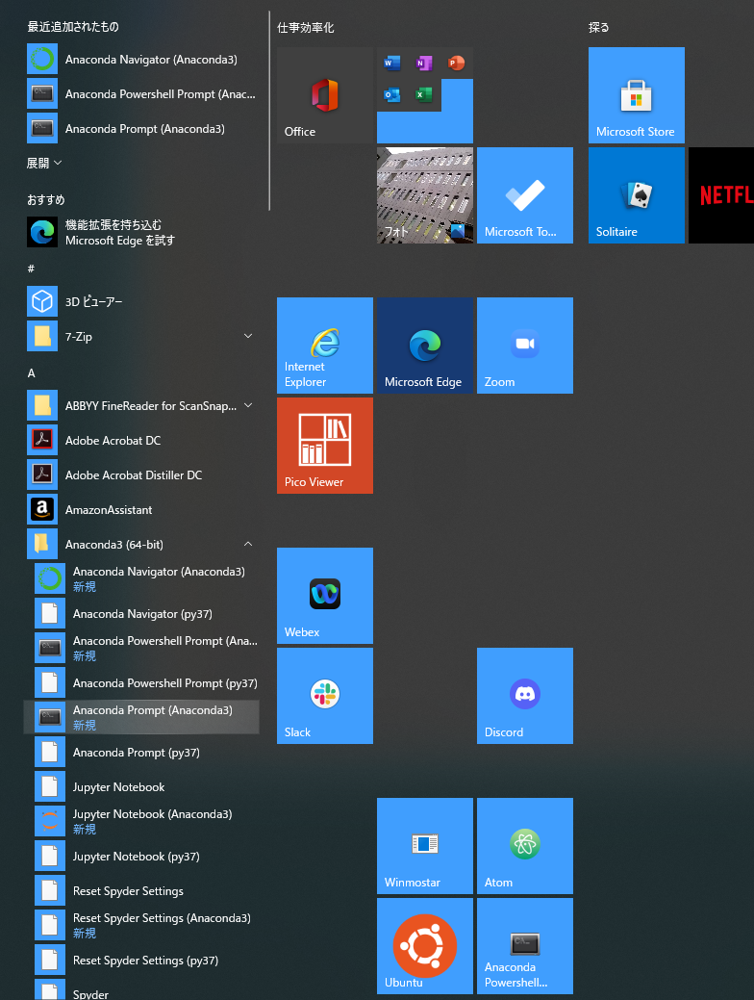 最近追加されたもの
Anaconda Navigator (Anaconda3)
Anaconda Powershell Prompt (Anac...
Anaconda Prompt (Anaconda3)
展開
おすすめ
機能拡張を持ち込む
Microsoft Edge を試す
#
3D ビューアー
7-Zip
A
ABBYY FineReader for ScanSnap...
Adobe Acrobat DC
Adobe Acrobat Distiller DC
AmazonAssistant
Anaconda3 (64-bit)
Anaconda Navigator (Anaconda3)
新規
Anaconda Navigator (py37)
Anaconda Powershell Prompt (Ana...
新規
Anaconda Powershell Prompt (py37)
Anaconda Prompt (Anaconda3)
新規
Anaconda Prompt (py37)
Jupyter Notebook
Jupyter Notebook (Anaconda3)
新規
Jupyter Notebook (py37)
Reset Spyder Settings
Reset Spyder Settings (Anaconda3)
新規
Reset Spyder Settings (py37)
Spyder
仕事効率化
Office
フォト
Microsoft To...
Internet
Explorer
Microsoft Edge
Zoom
Pico Viewer
Webex
Slack
Discord
Winmostar
Atom
Ubuntu
Anaconda
Powershell...
探る
Microsoft Store
Solitaire
NETFL